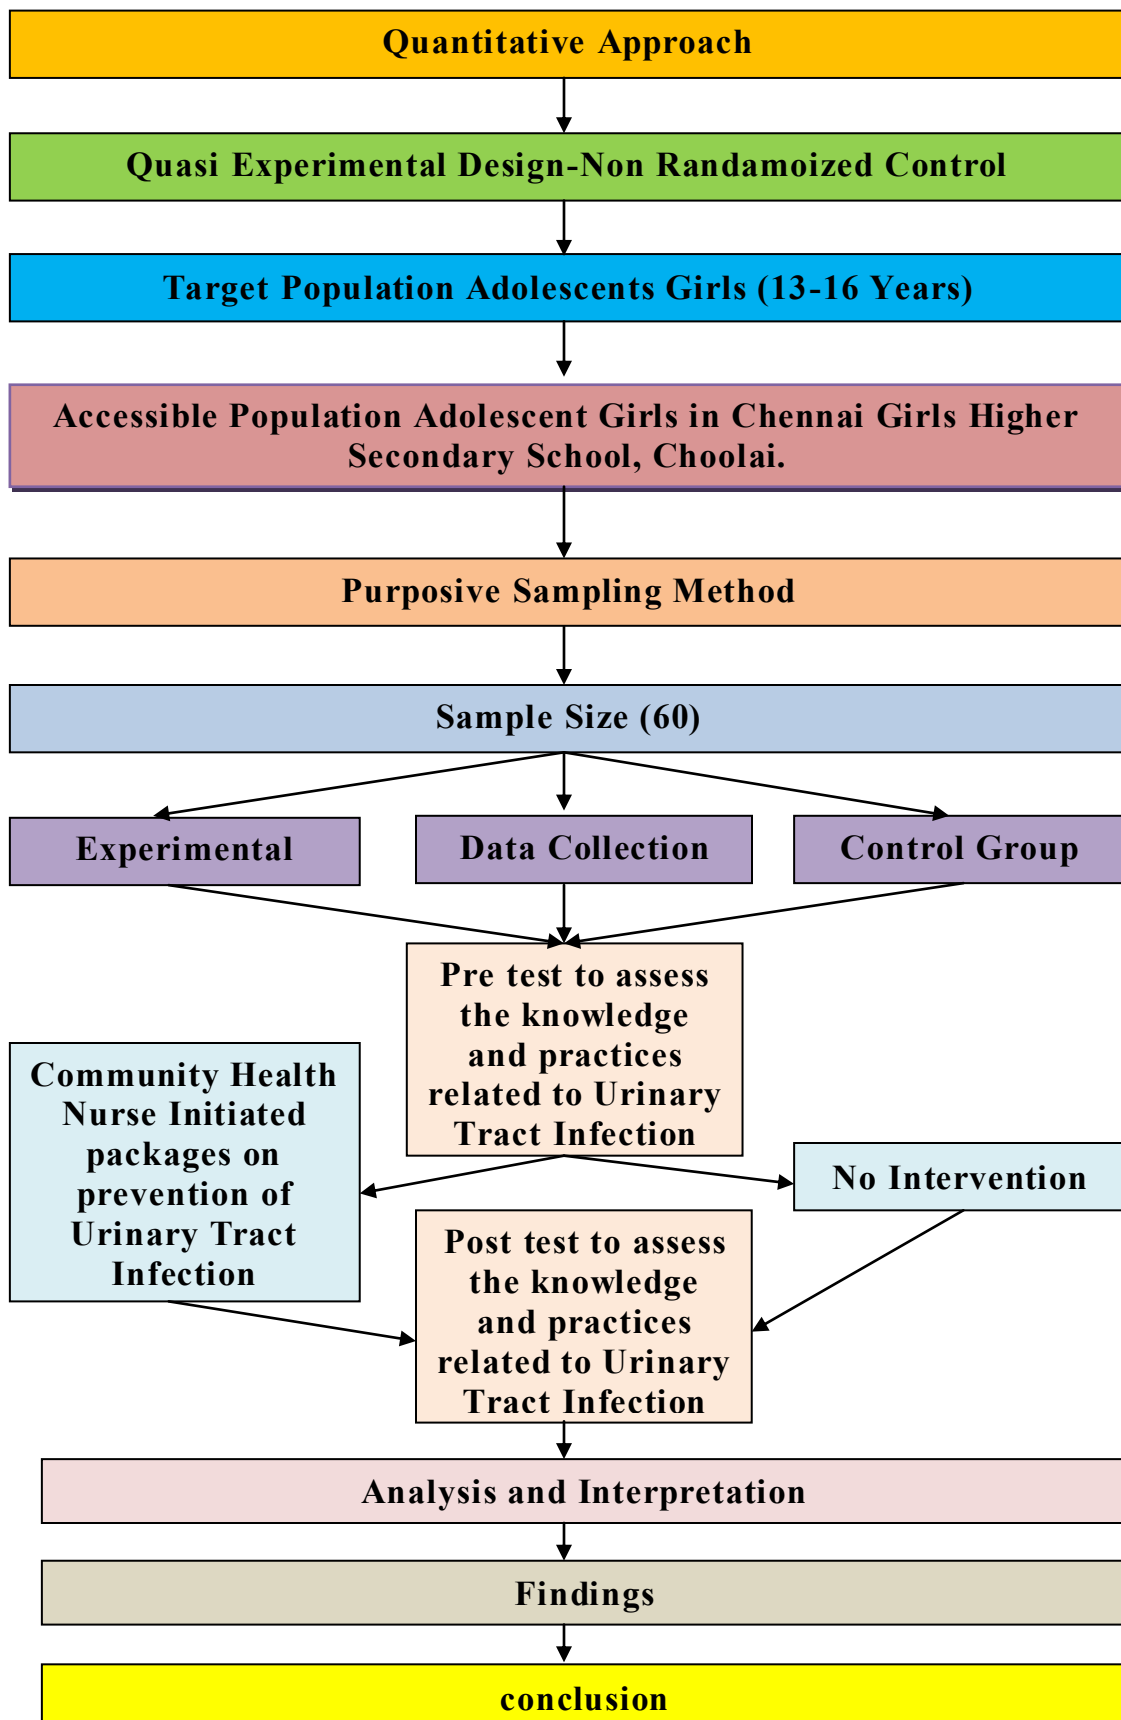 Quantitative Approach
Quasi Experimental Design-Non Randamoized Control
Target Population Adolescents Girls (13-16 Years)
Accessible Population Adolescent Girls in Chennai Girls Higher
Secondary School, Choolai.
Purposive Sampling Method
Sample Size (60)
Experimental
Data Collection
Control Group
Pre test to assess
the knowledge
and practices
related to Urinary
Tract Infection
Community Health
Nurse Initiated
packages on
prevention of
Urinary Tract
Infection
No Intervention
Post test to assess
the knowledge
and practices
related to Urinary
Tract Infection
Analysis and Interpretation
Findings
conclusion